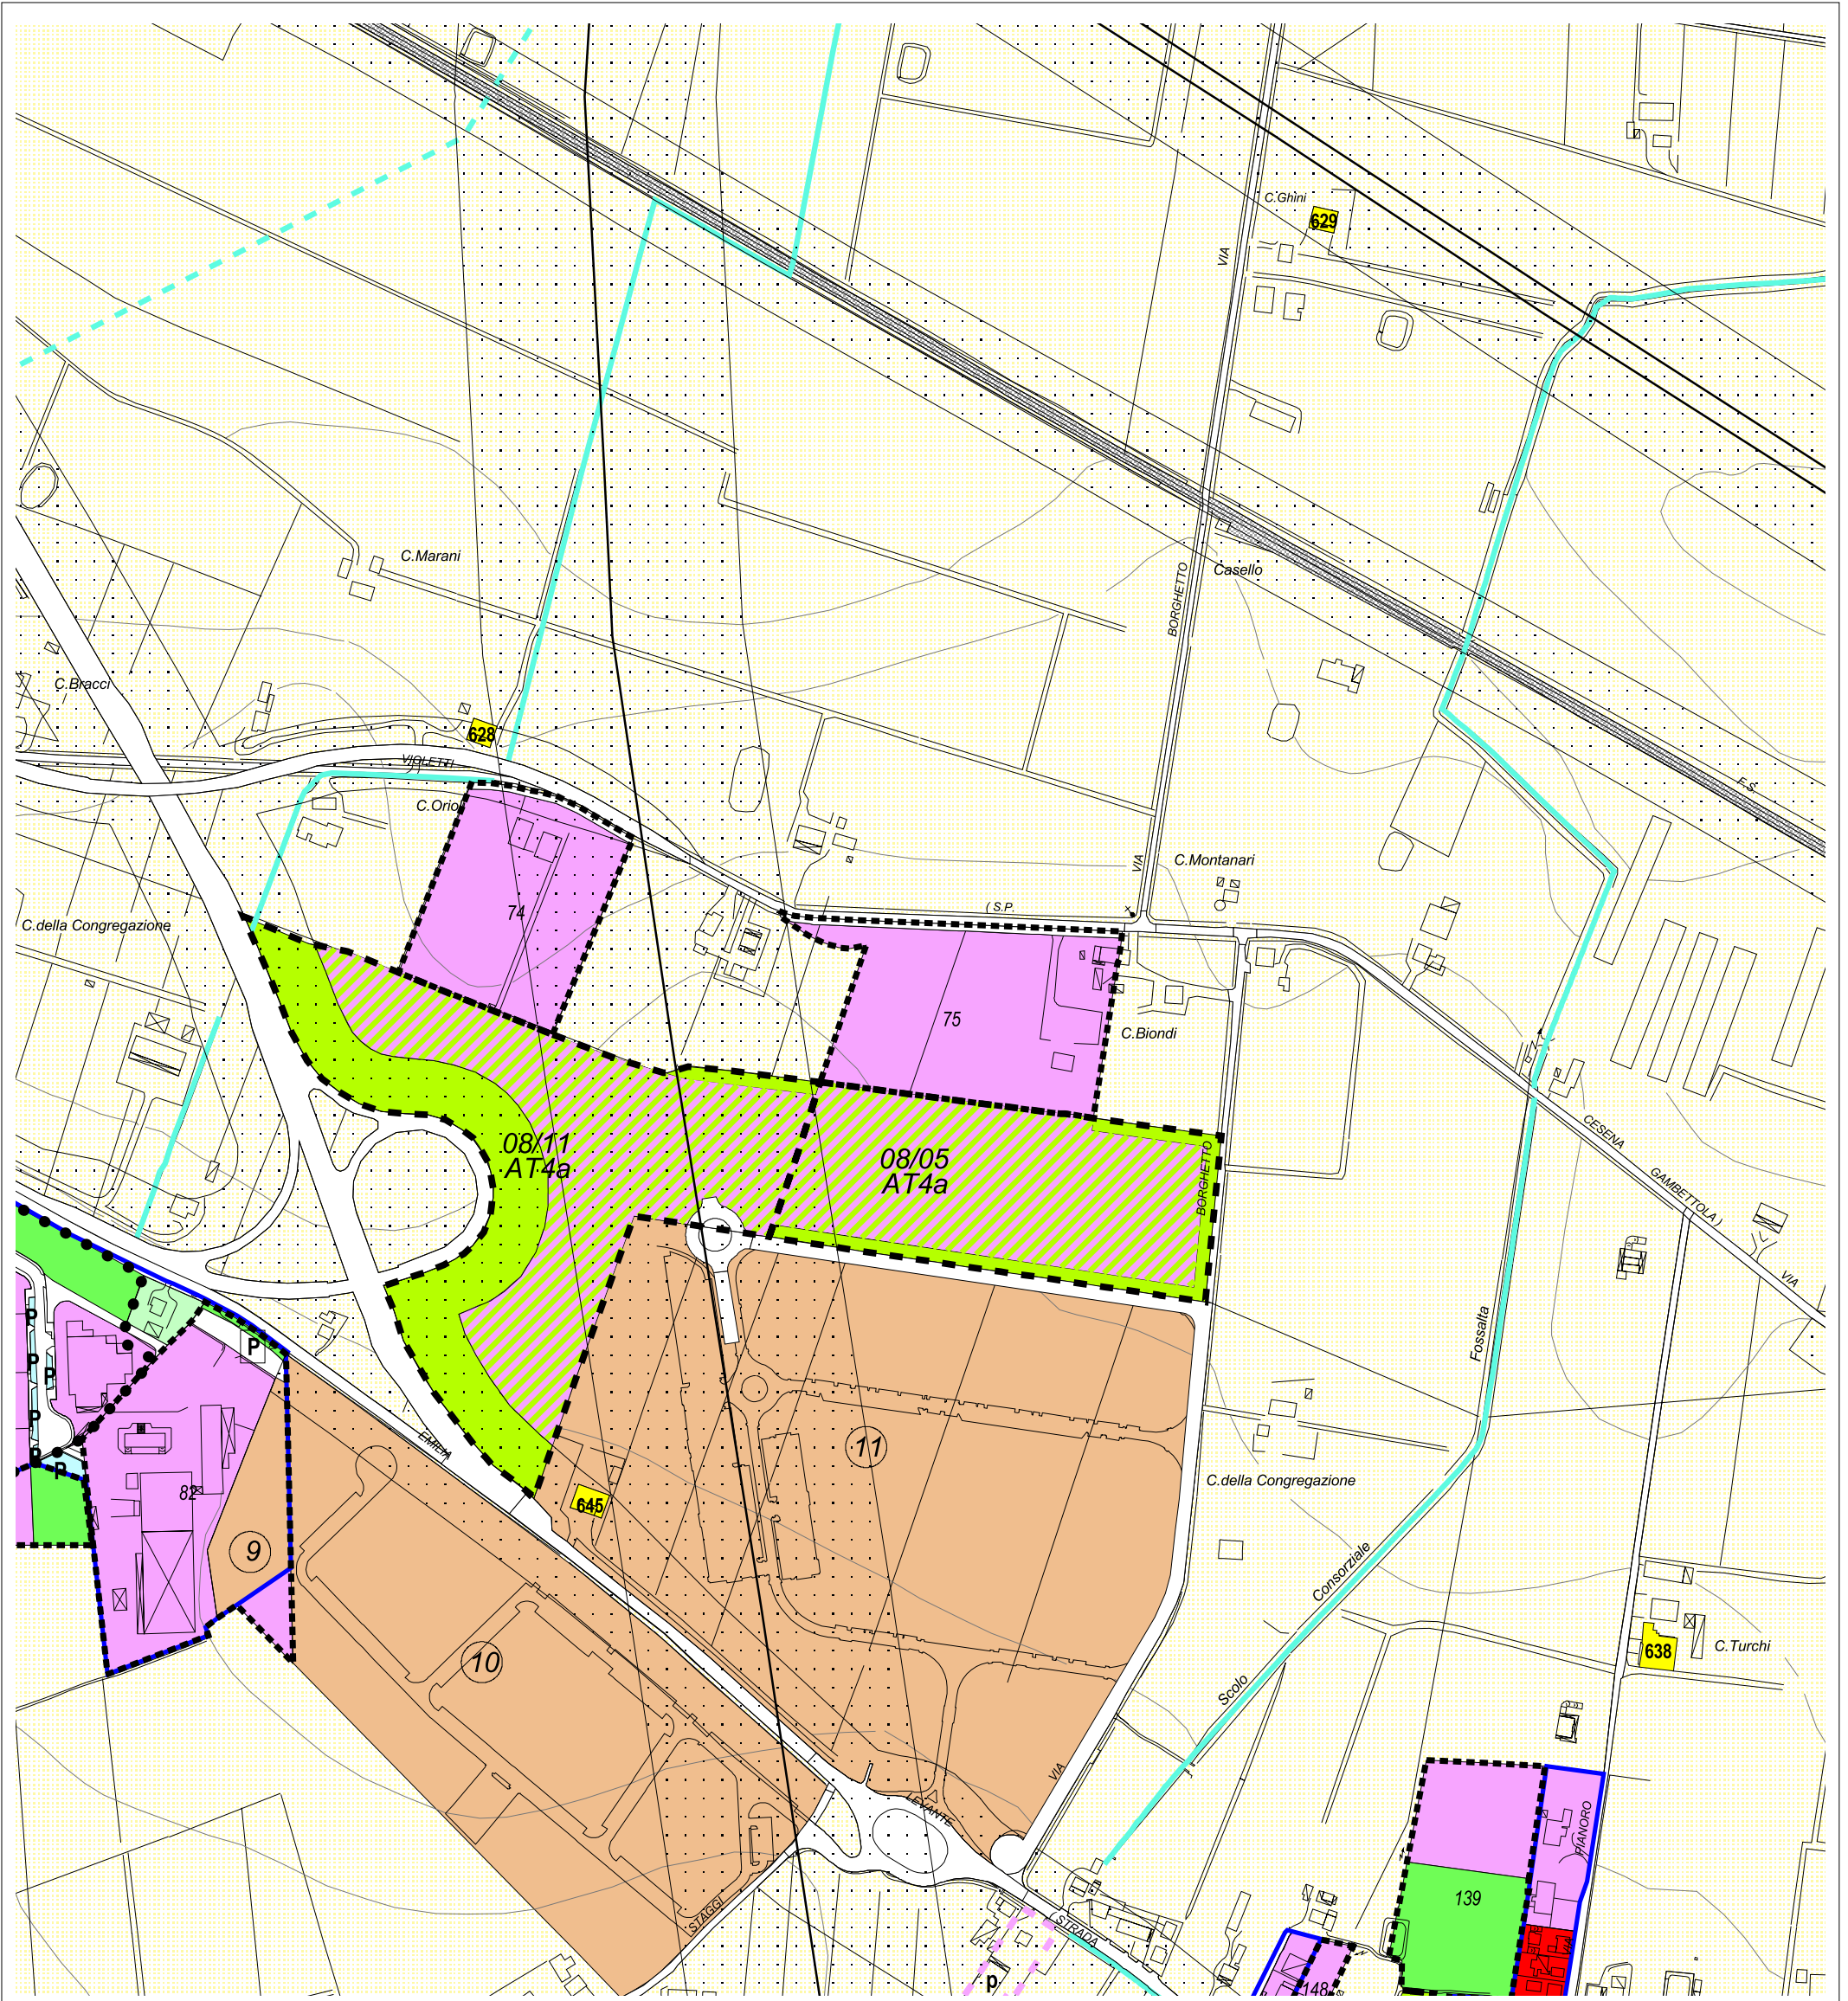 C.Ghini
629
VIA
C.Marani
Casello
BORGHETTO
C.Bracci
628
VIOLETTI
F.S.
C.Orioli
VIA
C.Montanari
74
( S.P.
C.della Congregazione
75
C.Biondi
CESENA
08/11
AT4a
08/05
AT4a
BORGHETTO
GAMBETTOLA )
VIA
P
P
P
P
Fossalta
P
P
P
EMILIA
11
C.della Congregazione
82
645
9
Consorziale
10
638
C.Turchi
Scolo
VIA
LEVANTE
PIANORO
139
STAGGI
STRADA
p
148